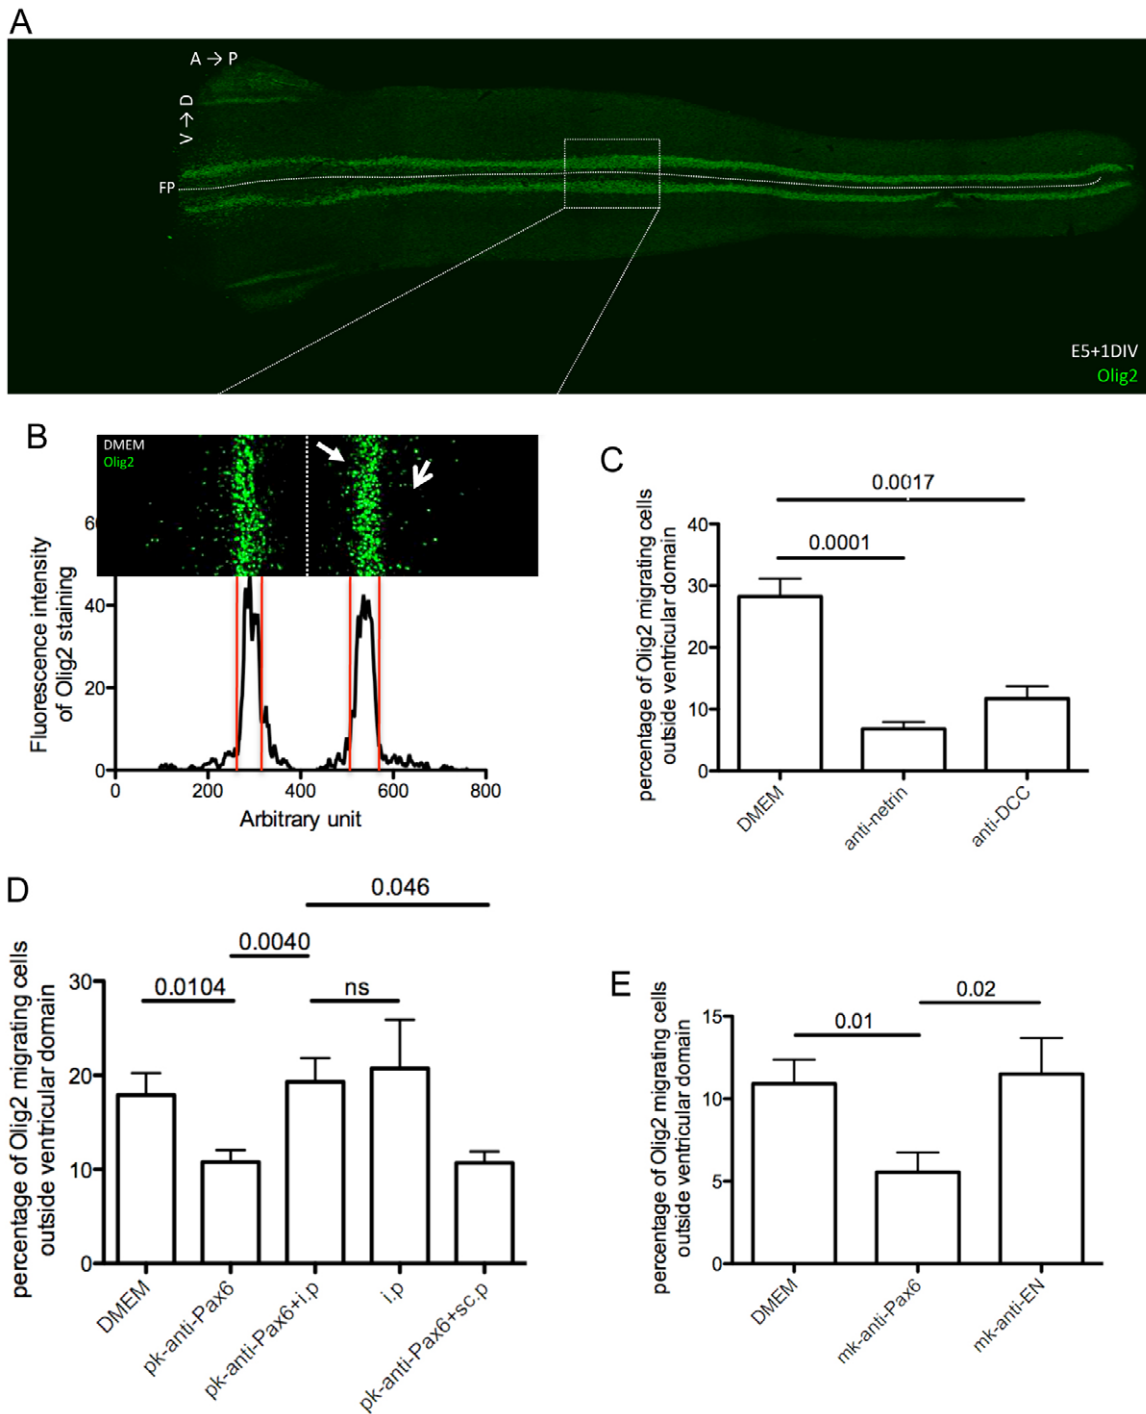 A
A → P
V → D
FP
E5+1DIV
Olig2
B
DMEM
Olig2
Fluorescence intensity
of Olig2 staining
40
20
0
0 200 400 600 800
Arbitrary unit
C
0.0017
0.0001
percentage of Olig2 migrating cells
outside ventricular domain
40
30
20
10
0
DMEM
anti-netrin
anti-DCC
D
0.046
0.0040
0.0104
ns
percentage of Olig2 migrating cells
outside ventricular domain
30
20
10
0
DMEM
pk-anti-Pax6
pk-anti-Pax6+i.p
i.p
pk-anti-Pax6+sc.p
E
0.02
0.01
percentage of Olig2 migrating cells
outside ventricular domain
15
10
5
0
DMEM
mk-anti-Pax6
mk-anti-EN